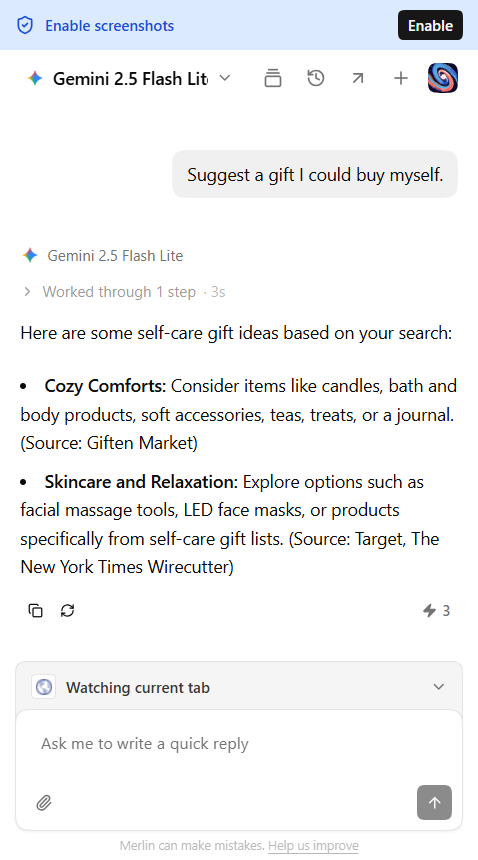 Enable screenshots
Enable
Gemini 2.5 Flash Lit
Suggest a gift I could buy myself.
Gemini 2.5 Flash Lite
Worked through 1 step · 3s
Here are some self-care gift ideas based on your search:
• Cozy Comforts: Consider items like candles, bath and
body products, soft accessories, teas, treats, or a journal.
(Source: Giften Market)
• Skincare and Relaxation: Explore options such as
facial massage tools, LED face masks, or products
specifically from self-care gift lists. (Source: Target, The
New York Times Wirecutter)
3
Watching current tab
Ask me to write a quick reply
Merlin can make mistakes. Help us improve